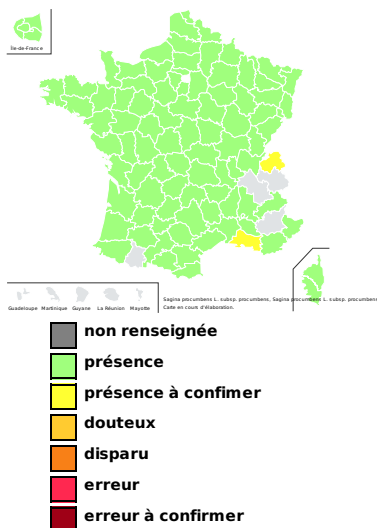 Île-de-France
Guadeloupe Martinique Guyane La Réunion Mayotte
Sagina procumbens L. subsp. procumbens, Sagina procumbens L. subsp. procumbens
Carte en cours d'élaboration.
non renseignée
présence
présence à confimer
douteux
disparu
erreur
erreur à confirmer